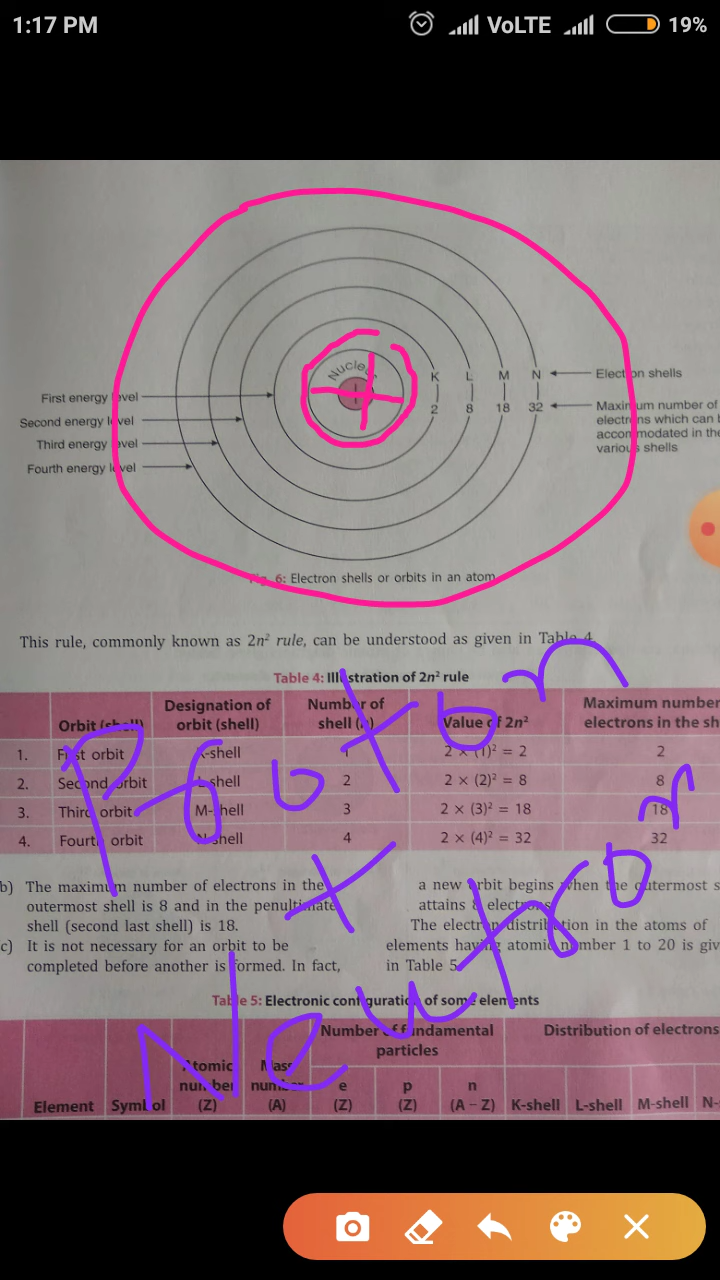 1:17 PM VoLTE 19%
Nucleus
K L M N Electron shells
First energy level
2 8 18 32 Maximum number of
Second energy level
electrons which can
Third energy level
accommodated in the
various shells
Fourth energy level
Fig. 6: Electron shells or orbits in an atom
This rule, commonly known as 2n² rule, can be understood as given in Table 4
Table 4: Illustration of 2n² rule
Orbit (shell) Designation of orbit (shell) Number of shell (n) Value of 2n² Maximum number electrons in the sh
1. First orbit K-shell 1 2 × (1)² = 2 2
2. Second orbit L-shell 2 2 × (2)² = 8 8
3. Third orbit M-shell 3 2 × (3)² = 18 18
4. Fourth orbit N-shell 4 2 × (4)² = 32 32
Proton
+
Neutron
b) The maximum number of electrons in the
outermost shell is 8 and in the penultimate
shell (second last shell) is 18.
c) It is not necessary for an orbit to be
completed before another is formed. In fact,
a new orbit begins when the outermost s
attains 8 electrons.
The electron distribution in the atoms of
elements having atomic number 1 to 20 is giv
in Table 5.
Table 5: Electronic configuration of some elements
Number of fundamental particles Distribution of electrons
Element Symbol Atomic number (Z) Mass number (A) e (Z) p (Z) n (A – Z) K-shell L-shell M-shell N-